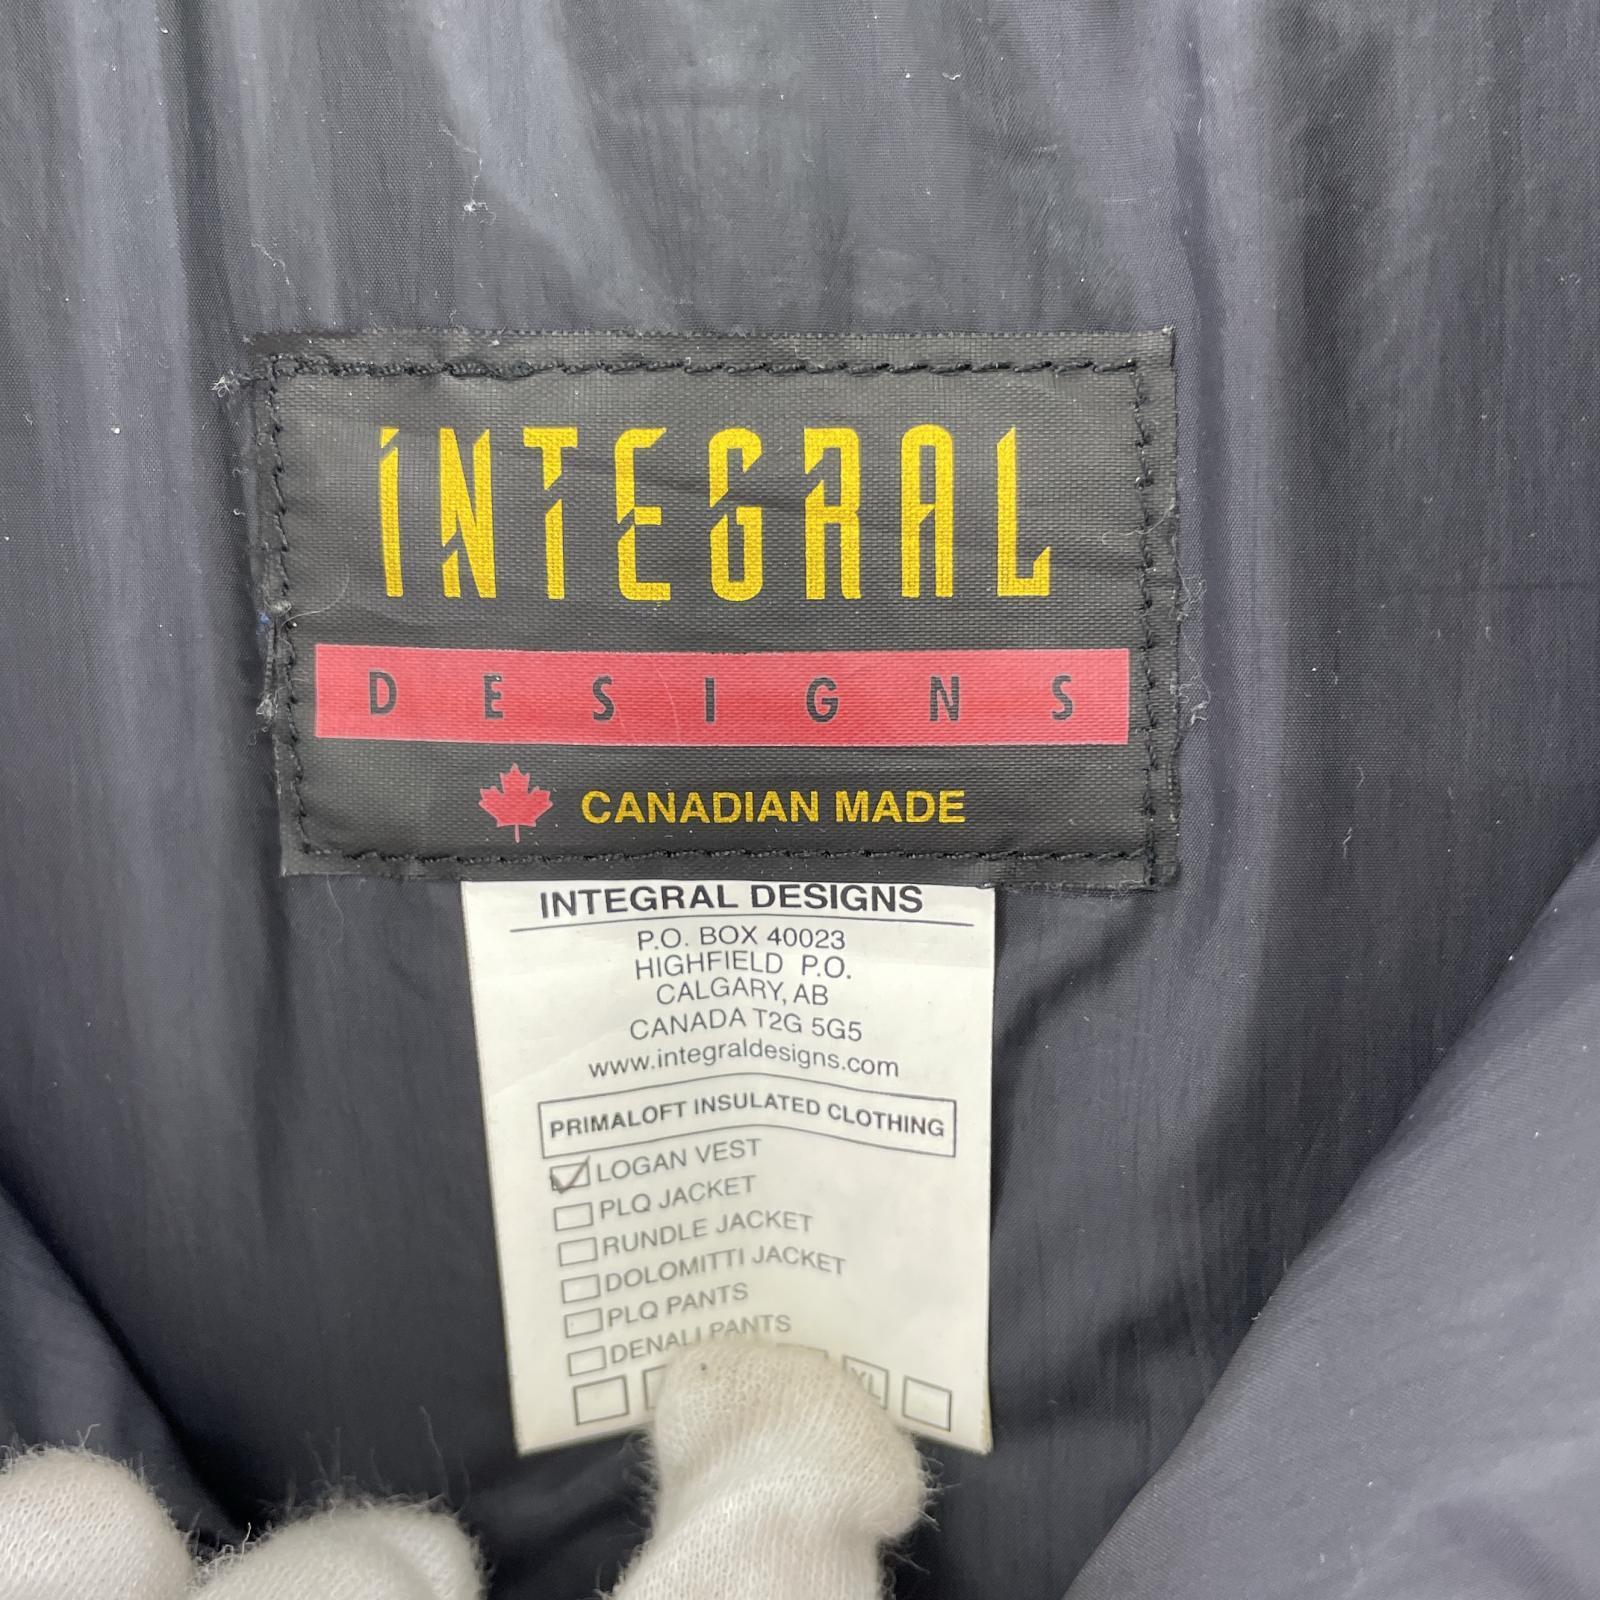 INTEGRAL
DESIGNS
CANADIAN MADE
INTEGRAL DESIGNS
P.O. BOX 40023
HIGHFIELD P.O.
CALGARY, AB
CANADA T2G 5G5
www.integraldesigns.com
PRIMALOFT INSULATED CLOTHING
LOGAN VEST
PLQ JACKET
RUNDLE JACKET
DOLOMITTI JACKET
PLQ PANTS
DENALI PANTS
XL